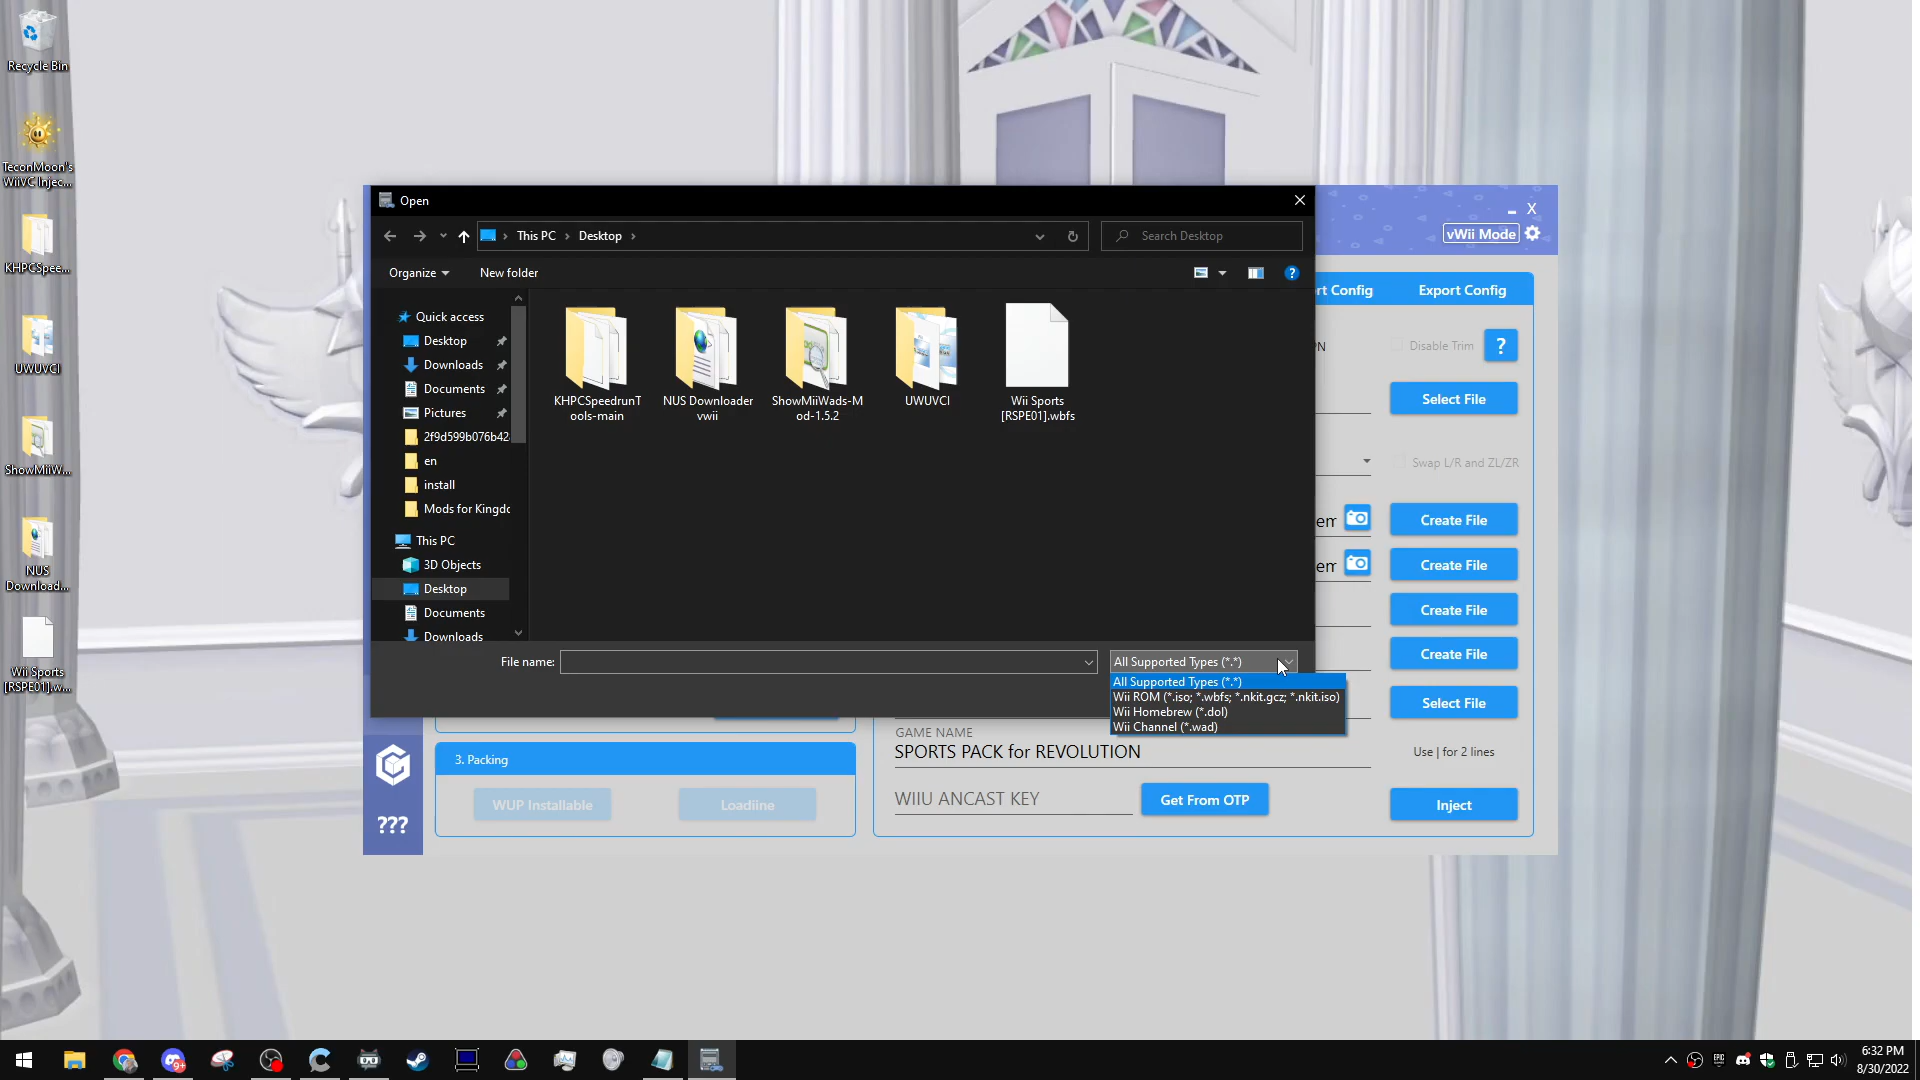 Recycle Bin
TeconMoon's
WiiVC Injec...
KHPCSpee...
UWUVCI
ShowMiiW...
NUS
Download...
Wii Sports
[RSPE01].w...
Open
This PC
Desktop
Search Desktop
Organize
New folder
?
Quick access
Desktop
Downloads
Documents
Pictures
2f9d599b076b42
en
install
Mods for Kingdo
This PC
3D Objects
Desktop
Documents
Downloads
KHPCSpeedrunT
ools-main
NUS Downloader
vwii
ShowMiiWads-M
od-1.5.2
UWUVCI
Wii Sports
[RSPE01].wbfs
File name:
All Supported Types (*.*)
All Supported Types (*.*)
Wii ROM (*.iso; *.wbfs; *.nkit.gcz; *.nkit.iso)
Wii Homebrew (*.dol)
Wii Channel (*.wad)
X
vWii Mode
rt Config
Export Config
PN
Disable Trim
?
Select File
Swap L/R and ZL/ZR
em
Create File
em
Create File
Create File
Create File
Select File
GAME NAME
SPORTS PACK for REVOLUTION
Use | for 2 lines
WIIU ANCAST KEY
Get From OTP
Inject
3. Packing
WUP Installable
Loadiine
???
9+
EPIC
6:32 PM
8/30/2022